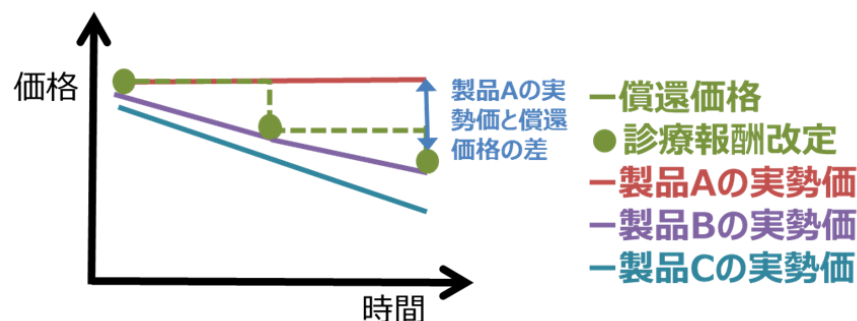 価格
製品Aの実
勢価と償還
価格の差
時間
ー償還価格
●診療報酬改定
ー製品Aの実勢価
ー製品Bの実勢価
ー製品Cの実勢価